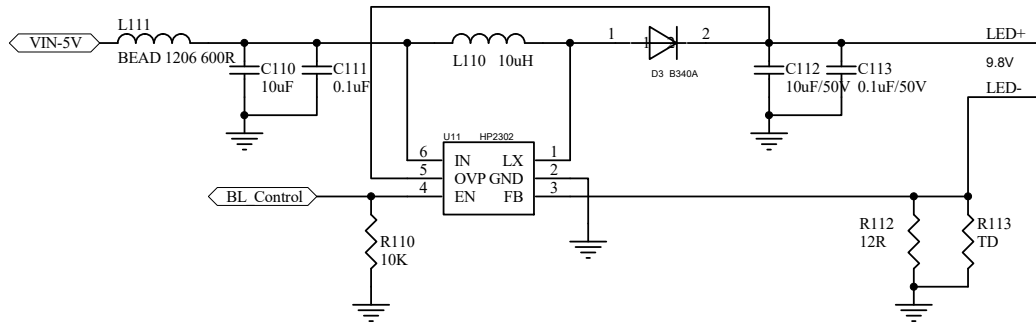 L111
VIN-5V
BEAD 1206 600R
C110
10uF
C111
0.1uF
L110 10uH
1
1 2
2
D3 B340A
C112
10uF/50V
C113
0.1uF/50V
LED+
9.8V
LED-
U11 HP2302
6 IN LX 1
5 OVP GND 2
4 EN FB 3
BL Control
R110
10K
R112
12R
R113
TD